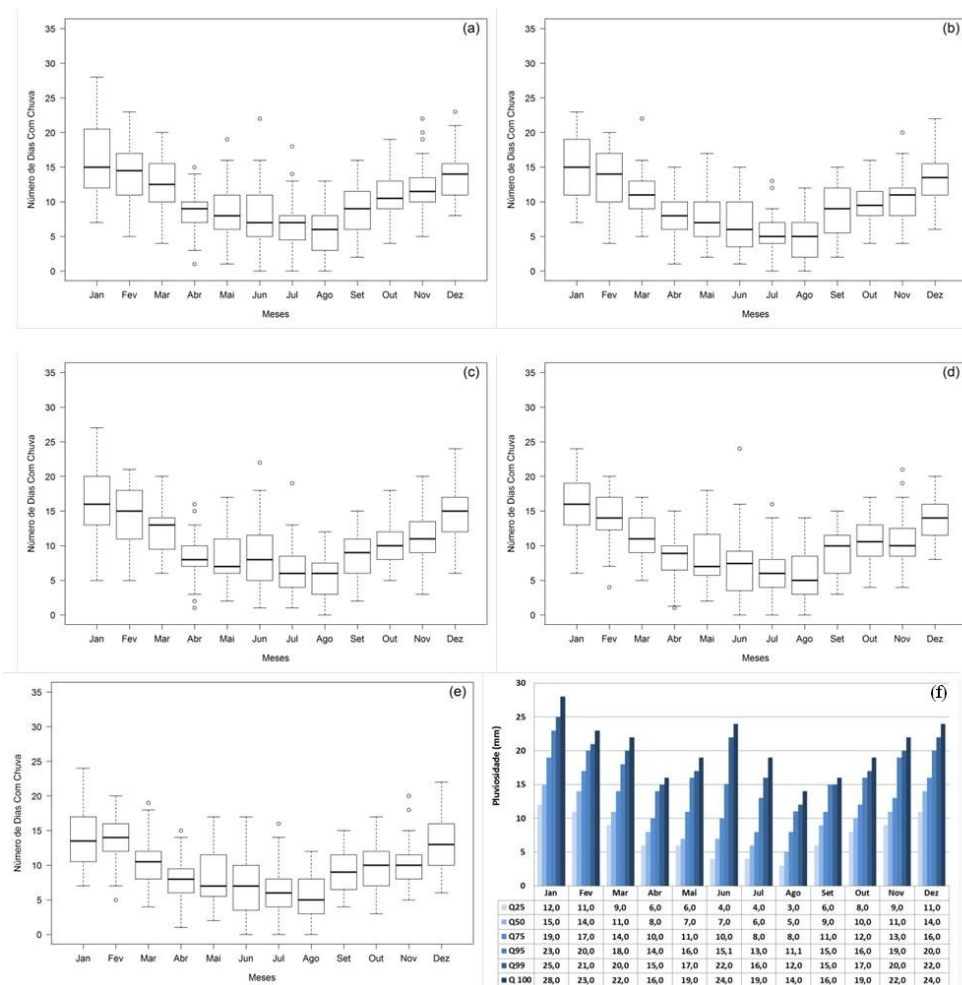 (a)
Número de Dias Com Chuva
35
30
25
20
15
10
5
0
Jan Fev Mar Abr Mai Jun Jul Ago Set Out Nov Dez
Meses
(b)
Número de Dias Com Chuva
35
30
25
20
15
10
5
0
Jan Fev Mar Abr Mai Jun Jul Ago Set Out Nov Dez
Meses
(c)
Número de Dias Com Chuva
35
30
25
20
15
10
5
0
Jan Fev Mar Abr Mai Jun Jul Ago Set Out Nov Dez
Meses
(d)
Número de Dias Com Chuva
35
30
25
20
15
10
5
0
Jan Fev Mar Abr Mai Jun Jul Ago Set Out Nov Dez
Meses
(e)
Número de Dias Com Chuva
35
30
25
20
15
10
5
0
Jan Fev Mar Abr Mai Jun Jul Ago Set Out Nov Dez
Meses
(f)
Pluviosidade (mm)
30
25
20
15
10
5
0
Jan Fev Mar Abr Mai Jun Jul Ago Set Out Nov Dez
Q25 12,0 11,0 9,0 6,0 6,0 4,0 4,0 3,0 6,0 8,0 9,0 11,0
Q50 15,0 14,0 11,0 8,0 7,0 7,0 6,0 5,0 9,0 10,0 11,0 14,0
Q75 19,0 17,0 14,0 10,0 11,0 10,0 8,0 8,0 11,0 12,0 13,0 16,0
Q95 23,0 20,0 18,0 14,0 16,0 15,1 13,0 11,1 15,0 16,0 19,0 20,0
Q99 25,0 21,0 20,0 15,0 17,0 22,0 16,0 12,0 15,0 17,0 20,0 22,0
Q 100 28,0 23,0 22,0 16,0 19,0 24,0 19,0 14,0 16,0 19,0 22,0 24,0